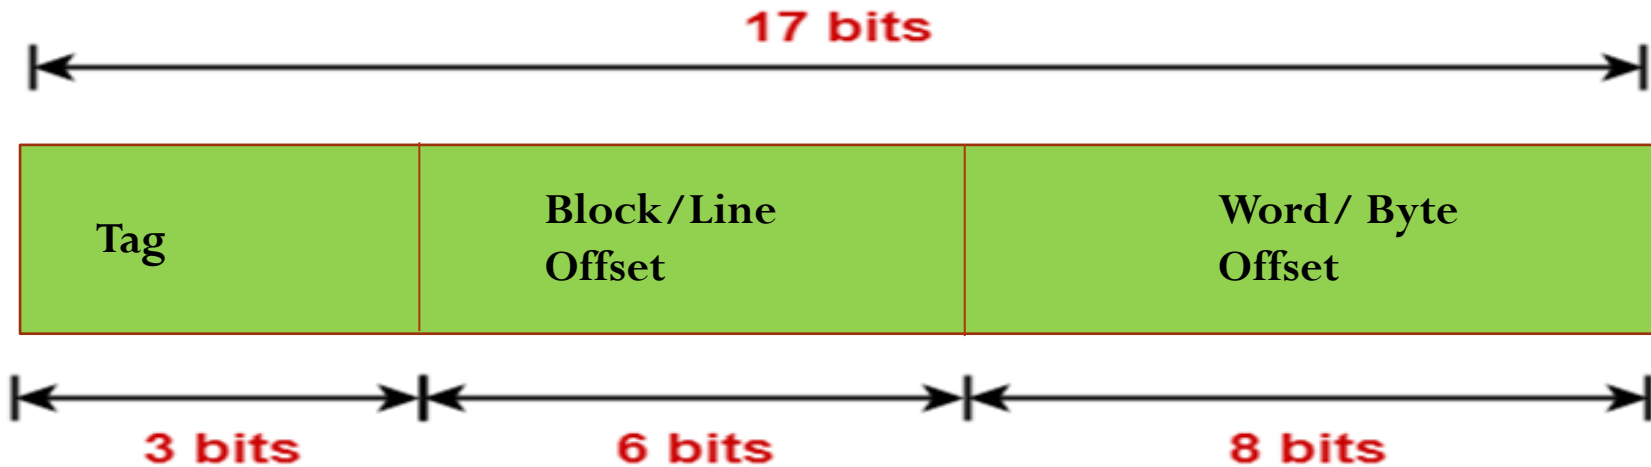 17 bits
Tag
Block/Line
Offset
Word/ Byte
Offset
3 bits
6 bits
8 bits